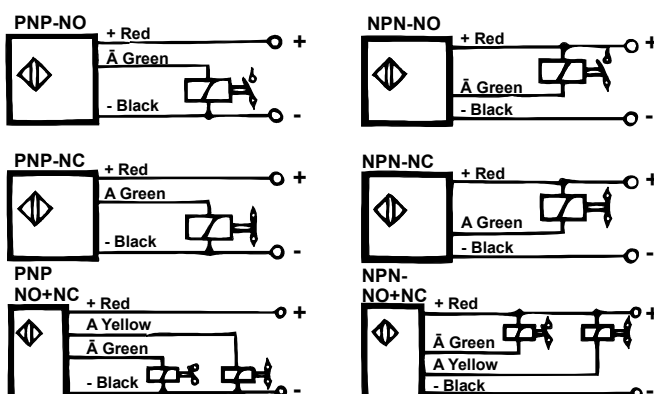 PNP-NO
+ Red
+
Ā Green
- Black
-
NPN-NO
+ Red
+
Ā Green
- Black
-
PNP-NC
+ Red
+
A Green
- Black
-
NPN-NC
+ Red
+
A Green
- Black
-
PNP
NO+NC
+ Red
+
A Yellow
Ā Green
- Black
-
NPN-
NO+NC
+ Red
+
Ā Green
A Yellow
- Black
-